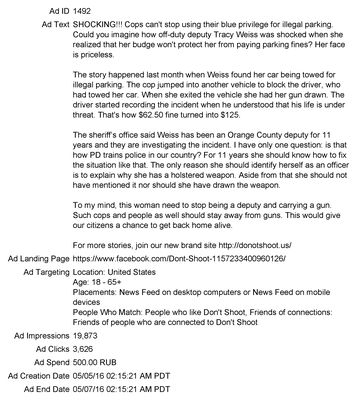 Ad ID 1492
Ad Text SHOCKING!!! Cops can't stop using their blue privilege for illegal parking.
Could you imagine how off-duty deputy Tracy Weiss was shocked when she
realized that her budge won't protect her from paying parking fines? Her face
is priceless.
The story happened last month when Weiss found her car being towed for
illegal parking. The cop jumped into another vehicle to block the driver, who
had towed her car. When she exited the vehicle she had her gun drawn. The
driver started recording the incident when he understood that his life is under
threat. That's how $62.50 fine turned into $125.
The sheriff's office said Weiss has been an Orange County deputy for 11
years and they are investigating the incident. I have only one question: is that
how PD trains police in our country? For 11 years she should know how to fix
the situation like that. The only reason she should identify herself as an officer
is to explain why she has a holstered weapon. Aside from that she should not
have mentioned it nor should she have drawn the weapon.
To my mind, this woman need to stop being a deputy and carrying a gun.
Such cops and people as well should stay away from guns. This would give
our citizens a chance to get back home alive.
For more stories, join our new brand site http://donotshoot.us/
Ad Landing Page https://www.facebook.com/Dont-Shoot-1157233400960126/
Ad Targeting Location: United States
Age: 18 - 65+
Placements: News Feed on desktop computers or News Feed on mobile
devices
People Who Match: People who like Don't Shoot, Friends of connections:
Friends of people who are connected to Don't Shoot
Ad Impressions 19,873
Ad Clicks 3,626
Ad Spend 500.00 RUB
Ad Creation Date 05/05/16 02:15:21 AM PDT
Ad End Date 05/07/16 02:15:21 AM PDT